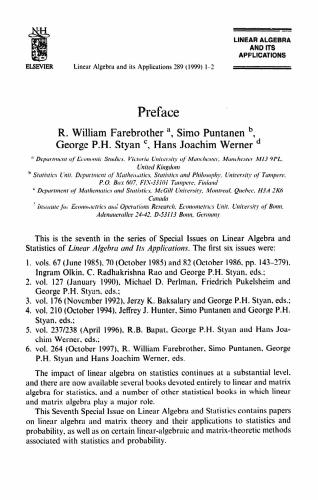 NH
ELSEVIER
Linear Algebra and its Applications 289 (1999) 1–2
LINEAR ALGEBRA
AND ITS
APPLICATIONS
Preface
R. William Farebrother a, Simo Puntanen b,
George P.H. Styan c, Hans Joachim Werner d
a Department of Economic Studies, Victoria University of Manchester, Manchester M13 9PL,
United Kingdom
b Statistics Unit, Department of Mathematics, Statistics and Philosophy, University of Tampere,
P.O. Box 607, FIN-33101 Tampere, Finland
c Department of Mathematics and Statistics, McGill University, Montreal, Quebec, H3A 2K6
Canada
Institute for Econometrics and Operations Research, Econometrics Unit, University of Bonn,
Adenauerallee 24-42, D-53113 Bonn, Germany
This is the seventh in the series of Special Issues on Linear Algebra and
Statistics of Linear Algebra and Its Applications. The first six issues were:
1. vols. 67 (June 1985), 70 (October 1985) and 82 (October 1986, pp. 143–279),
Ingram Olkin, C. Radhakrishna Rao and George P.H. Styan, eds.;
2. vol. 127 (January 1990), Michael D. Perlman, Friedrich Pukelsheim and
George P.H. Styan, eds.;
3. vol. 176 (November 1992), Jerzy K. Baksalary and George P.H. Styan, eds.;
4. vol. 210 (October 1994), Jeffrey J. Hunter, Simo Puntanen and George P.H.
Styan, eds.;
5. vol. 237/238 (April 1996), R.B. Bapat, George P.H. Styan and Hans Joa-
chim Werner, eds.;
6. vol. 264 (October 1997), R. William Farebrother, Simo Puntanen, George
P.H. Styan and Hans Joachim Werner, eds.
The impact of linear algebra on statistics continues at a substantial level,
and there are now available several books devoted entirely to linear and matrix
algebra for statistics, and a number of other statistical books in which linear
and matrix algebra play a major role.
This Seventh Special Issue on Linear Algebra and Statistics contains papers
on linear algebra and matrix theory and their applications to statistics and
probability, as well as on certain linear-algebraic and matrix-theoretic methods
associated with statistics and probability.